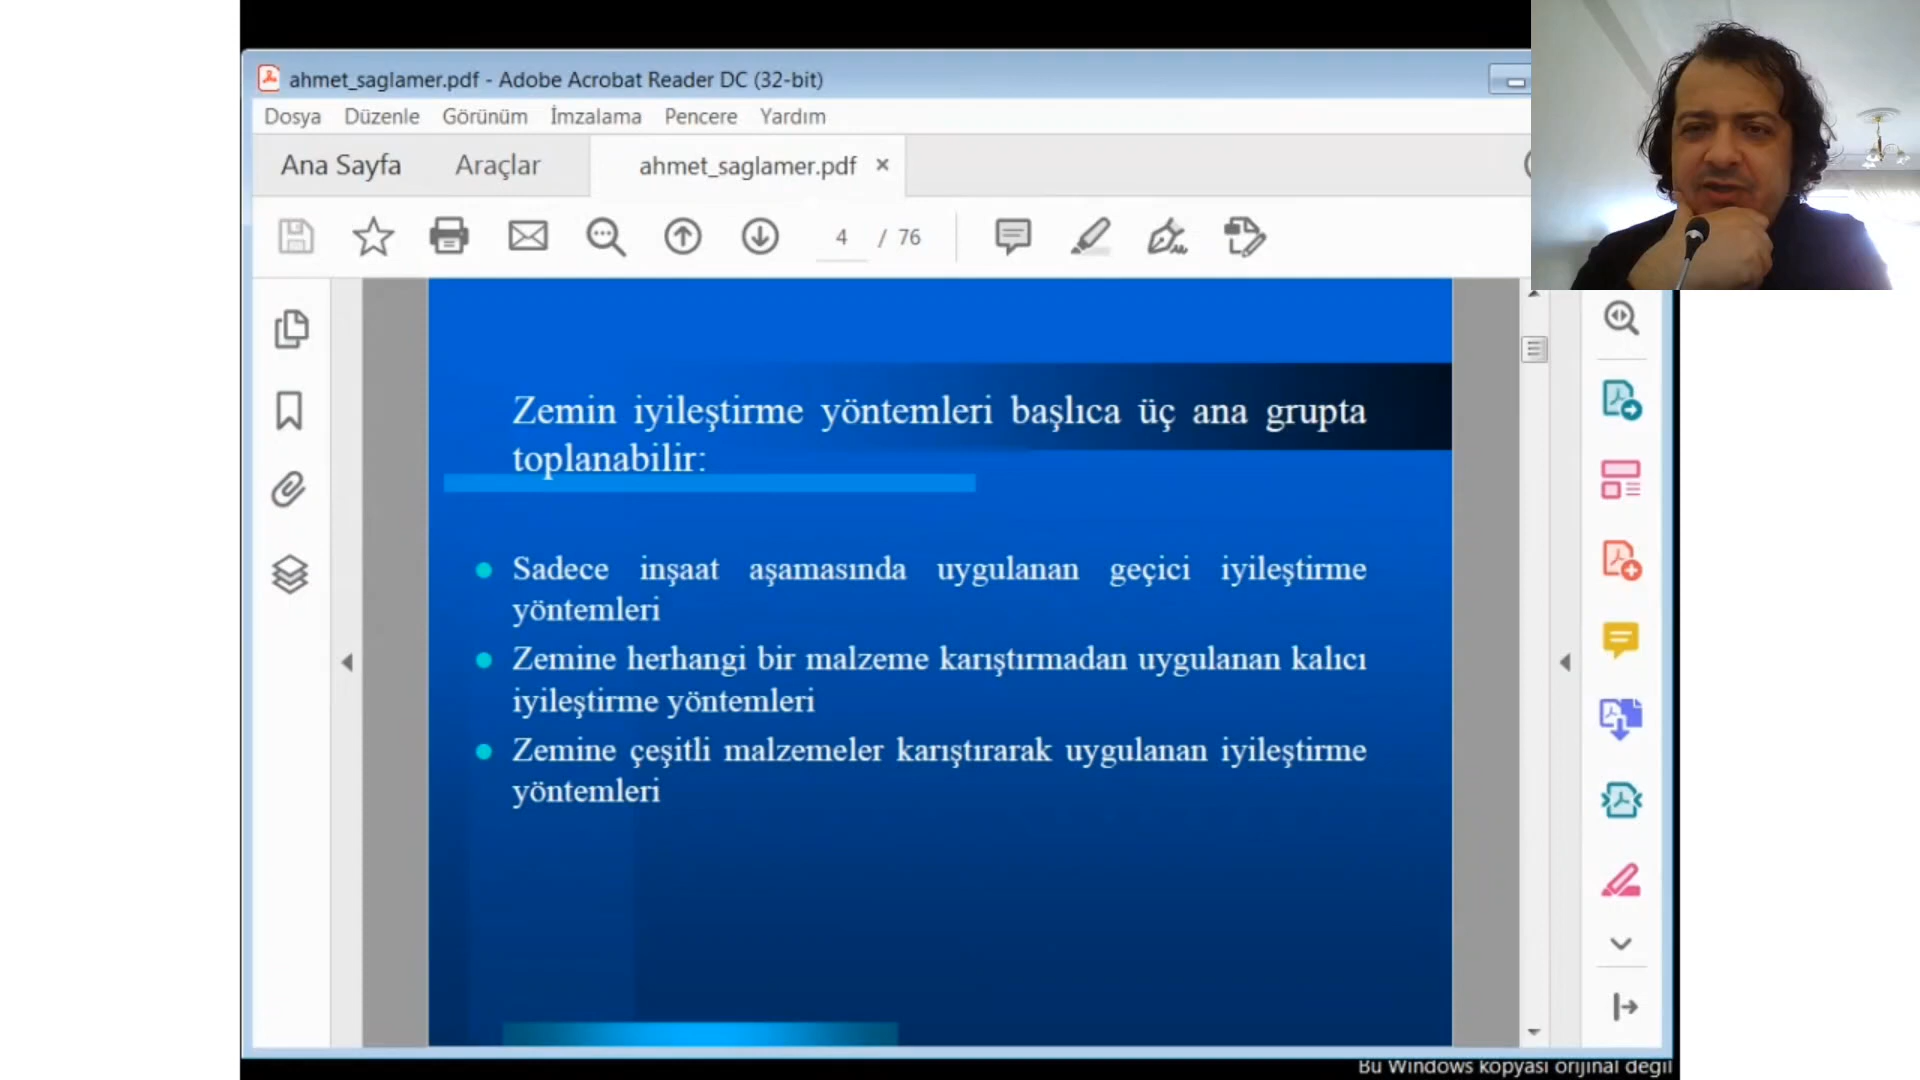 ahmet_saglamer.pdf - Adobe Acrobat Reader DC (32-bit)
Dosya Düzenle Görünüm İmzalama Pencere Yardım
Ana Sayfa Araçlar ahmet_saglamer.pdf ×
4 / 76
Zemin iyileştirme yöntemleri başlıca üç ana grupta
toplanabilir:
● Sadece inşaat aşamasında uygulanan geçici iyileştirme
yöntemleri
● Zemine herhangi bir malzeme karıştırmadan uygulanan kalıcı
iyileştirme yöntemleri
● Zemine çeşitli malzemeler karıştırarak uygulanan iyileştirme
yöntemleri
Bu Windows kopyası orijinal değil